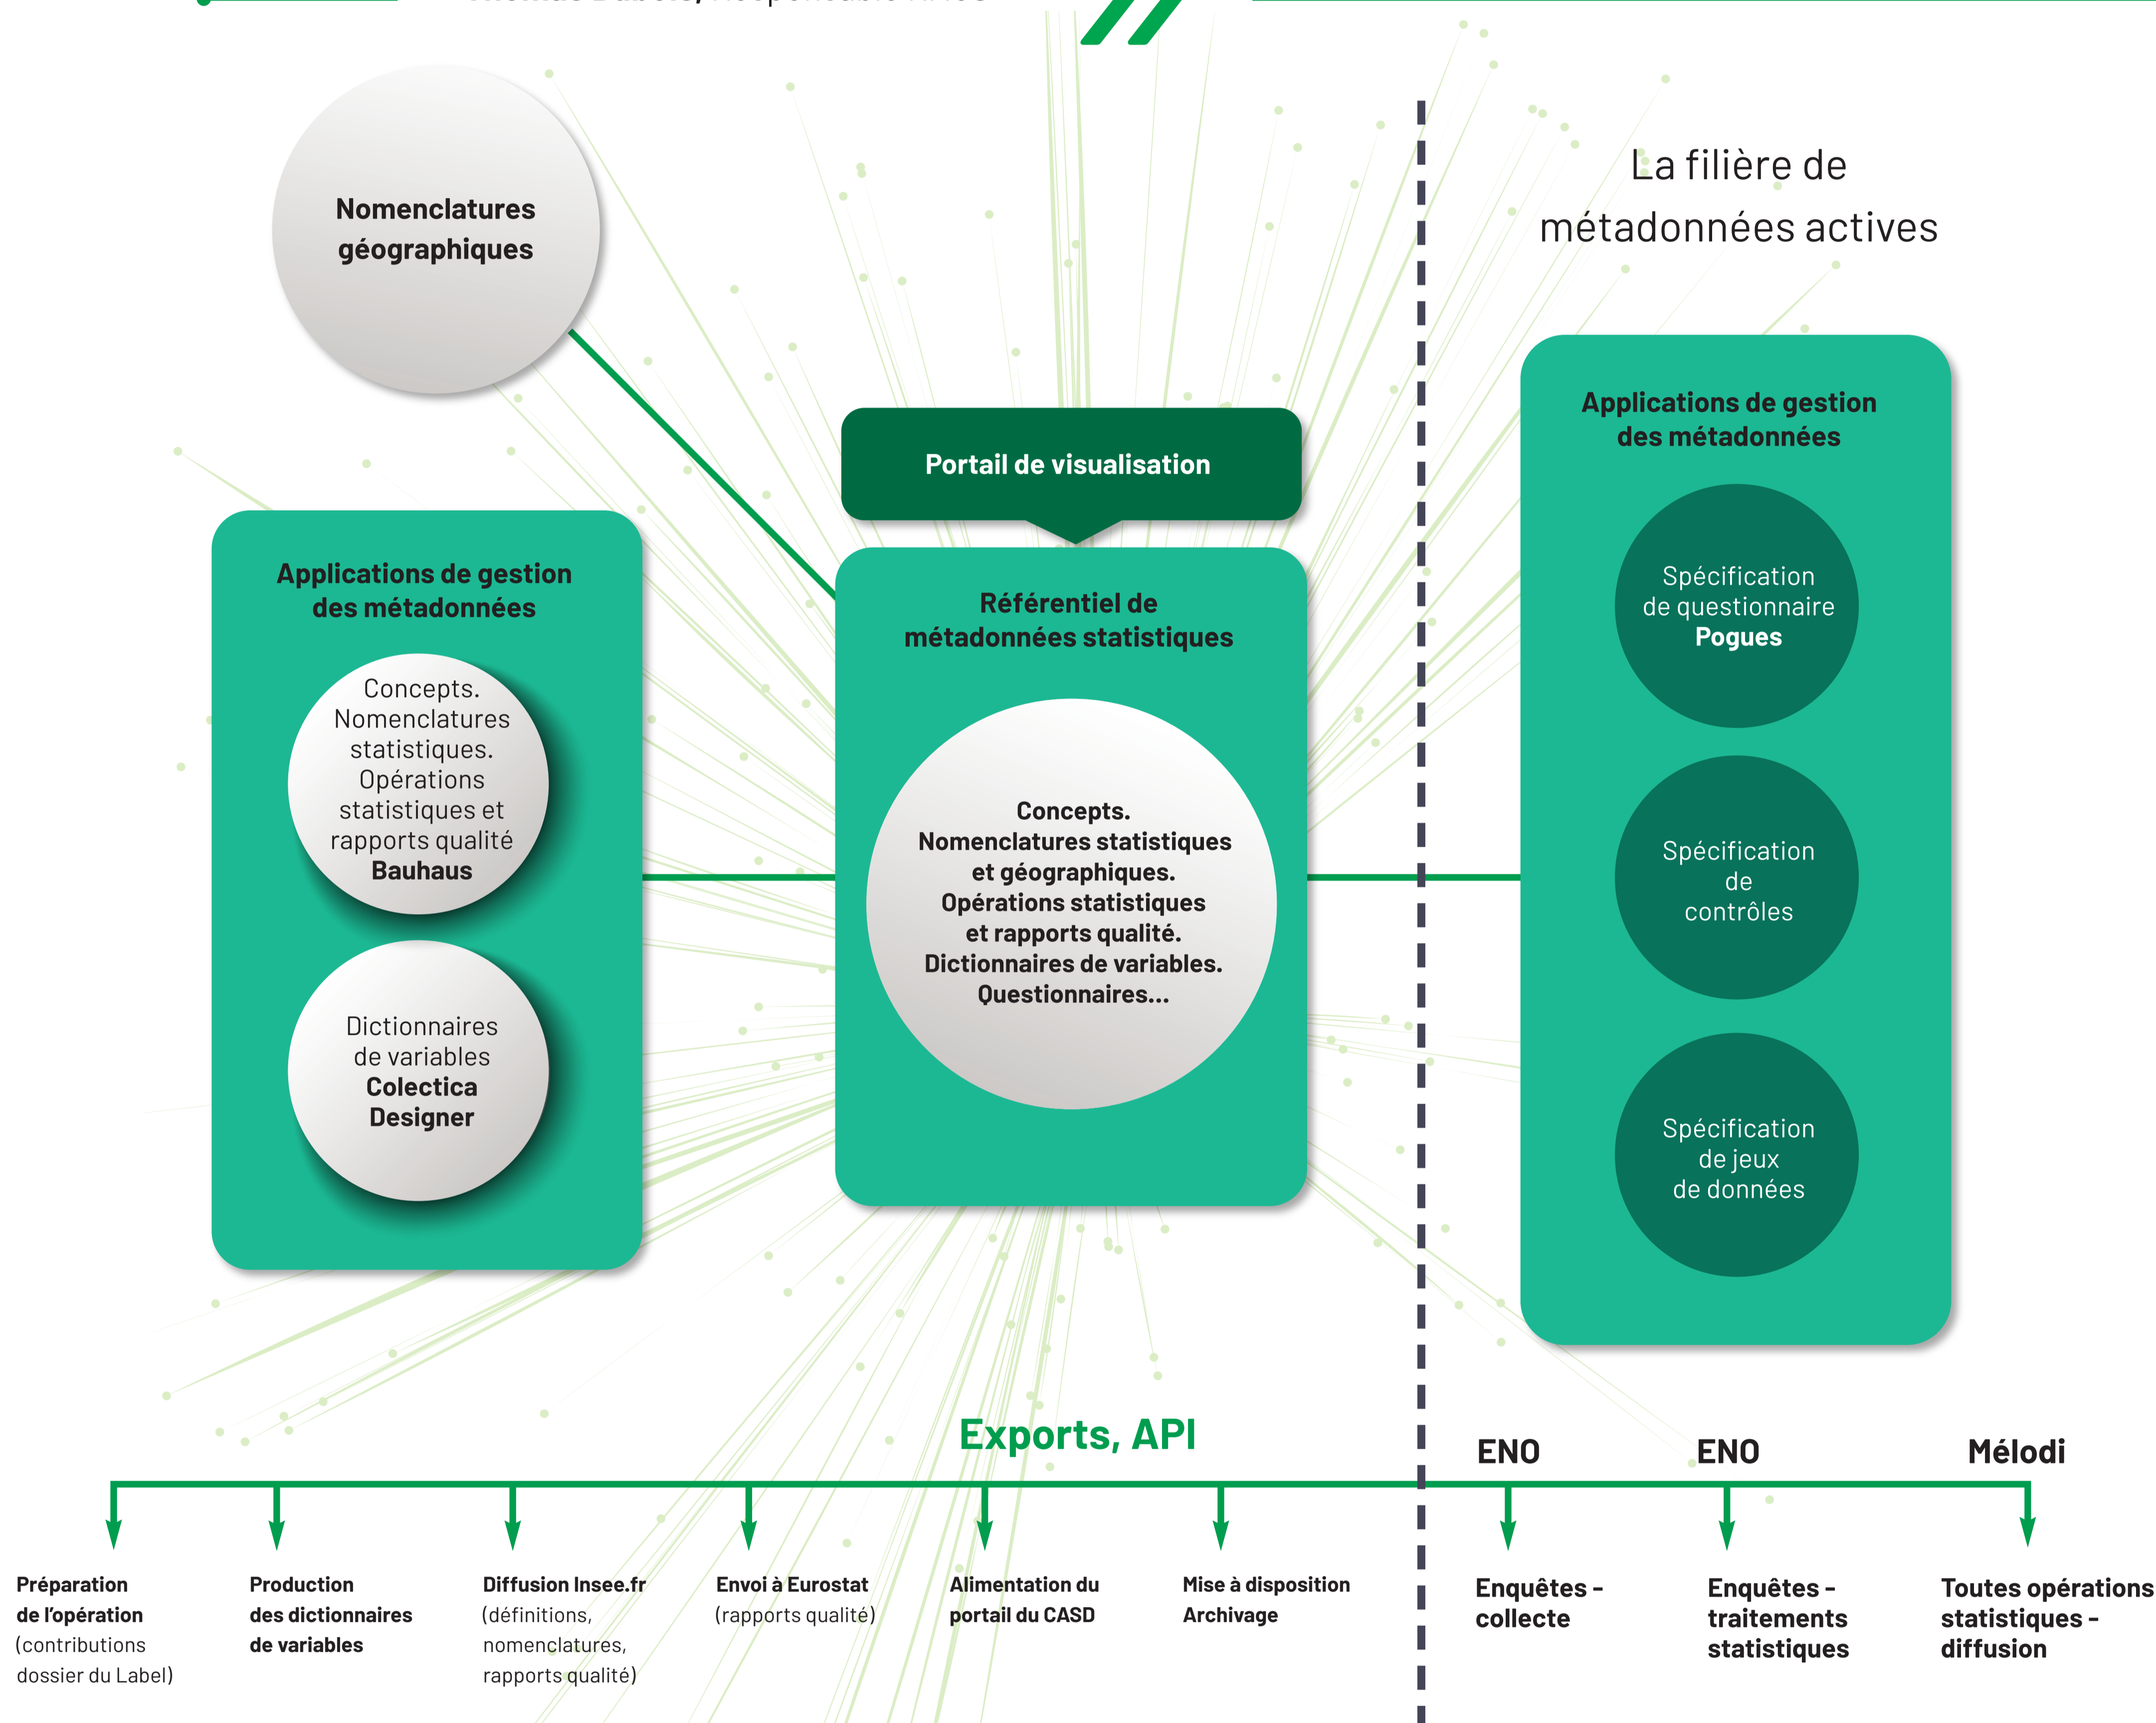 Nomenclatures
géographiques
La filière de
métadonnées actives
Portail de visualisation
Applications de gestion
des métadonnées
Concepts.
Nomenclatures
statistiques.
Opérations
statistiques et
rapports qualité
Bauhaus
Dictionnaires
de variables
Colectica
Designer
Référentiel de
métadonnées statistiques
Concepts.
Nomenclatures statistiques
et géographiques.
Opérations statistiques
et rapports qualité.
Dictionnaires de variables.
Questionnaires...
Applications de gestion
des métadonnées
Spécification
de questionnaire
Pogues
Spécification
de
contrôles
Spécification
de jeux
de données
Exports, API
ENO
ENO
Mélodi
Préparation
de l’opération
(contributions
dossier du Label)
Production
des dictionnaires
de variables
Diffusion Insee.fr
(définitions,
nomenclatures,
rapports qualité)
Envoi à Eurostat
(rapports qualité)
Alimentation du
portail du CASD
Mise à disposition
Archivage
Enquêtes -
collecte
Enquêtes -
traitements
statistiques
Toutes opérations
statistiques -
diffusion